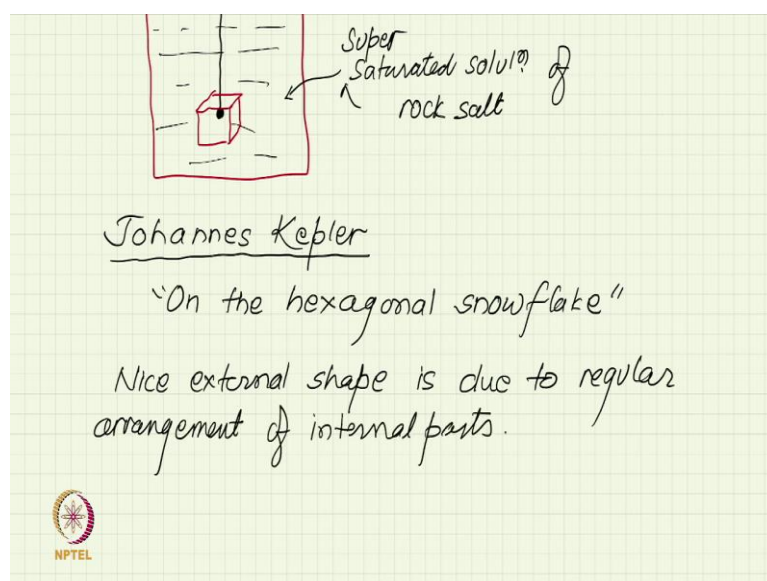 Super
saturated soluln of
rock salt
Johannes Kepler
"On the hexagonal snowflake"
Nice external shape is due to regular
arrangement of internal parts.
NPTEL